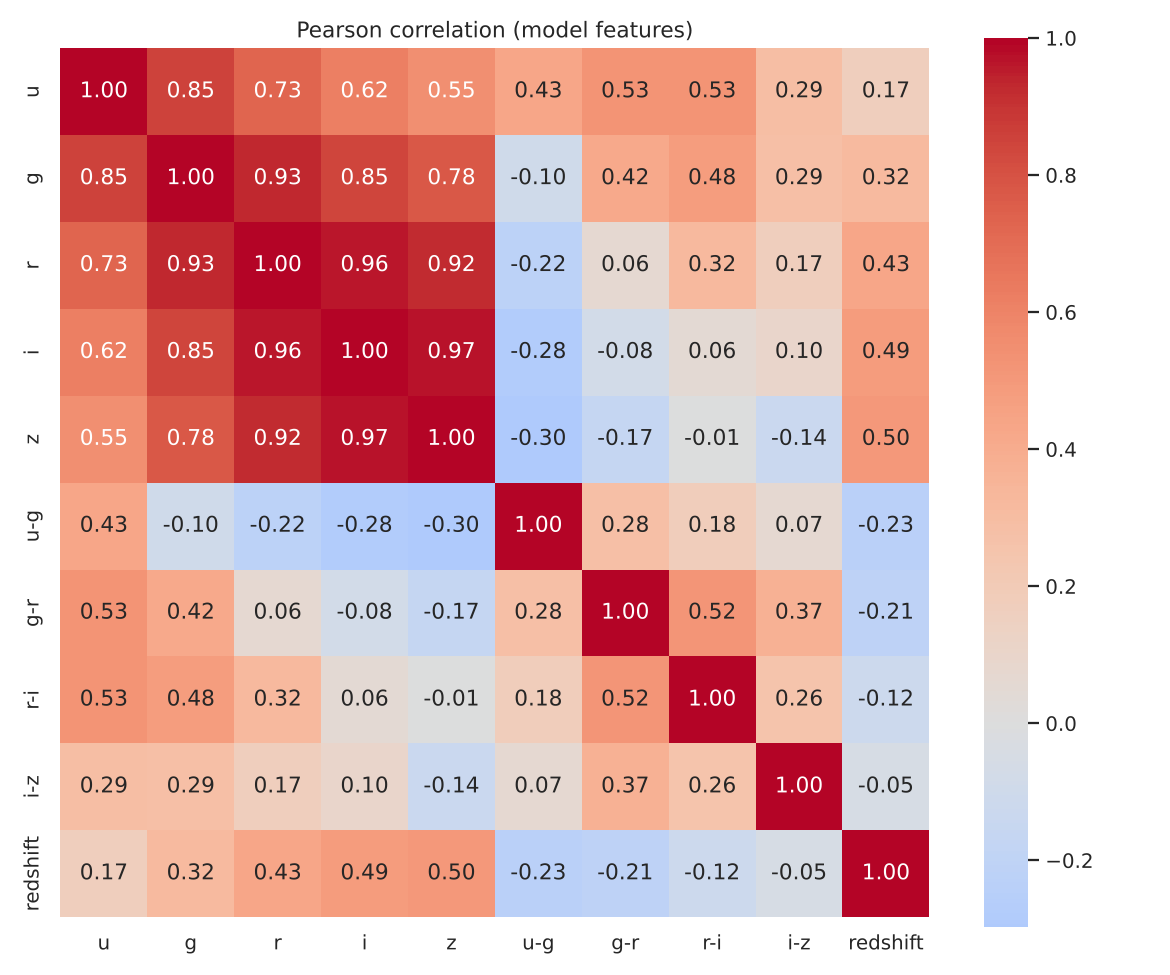 Pearson correlation (model features)
u 1.00 0.85 0.73 0.62 0.55 0.43 0.53 0.53 0.29 0.17
g 0.85 1.00 0.93 0.85 0.78 -0.10 0.42 0.48 0.29 0.32
r 0.73 0.93 1.00 0.96 0.92 -0.22 0.06 0.32 0.17 0.43
i 0.62 0.85 0.96 1.00 0.97 -0.28 -0.08 0.06 0.10 0.49
z 0.55 0.78 0.92 0.97 1.00 -0.30 -0.17 -0.01 -0.14 0.50
u-g 0.43 -0.10 -0.22 -0.28 -0.30 1.00 0.28 0.18 0.07 -0.23
g-r 0.53 0.42 0.06 -0.08 -0.17 0.28 1.00 0.52 0.37 -0.21
r-i 0.53 0.48 0.32 0.06 -0.01 0.18 0.52 1.00 0.26 -0.12
i-z 0.29 0.29 0.17 0.10 -0.14 0.07 0.37 0.26 1.00 -0.05
redshift 0.17 0.32 0.43 0.49 0.50 -0.23 -0.21 -0.12 -0.05 1.00
u g r i z u-g g-r r-i i-z redshift
1.0
0.8
0.6
0.4
0.2
0.0
−0.2